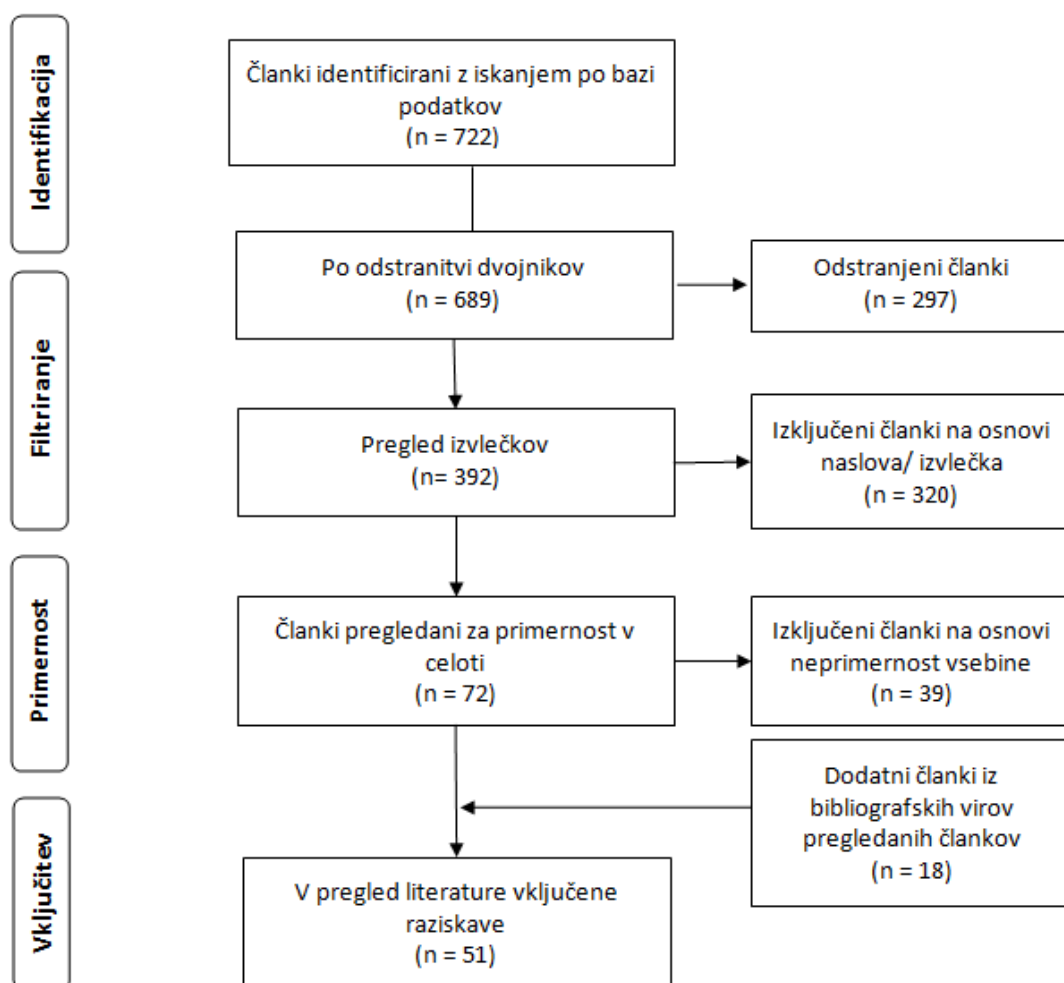 Identifikacija
Članki identificirani z iskanjem po bazi
podatkov
(n = 722)
Po odstranitvi dvojnikov
(n = 689)
Odstranjeni članki
(n = 297)
Filtriranje
Pregled izvlečkov
(n= 392)
Izključeni članki na osnovi
naslova/ izvlečka
(n = 320)
Primernost
Članki pregledani za primernost v
celoti
(n = 72)
Izključeni članki na osnovi
neprimernost vsebine
(n = 39)
Dodatni članki iz
bibliografskih virov
pregledanih člankov
(n = 18)
Vključitev
V pregled literature vključene
raziskave
(n = 51)